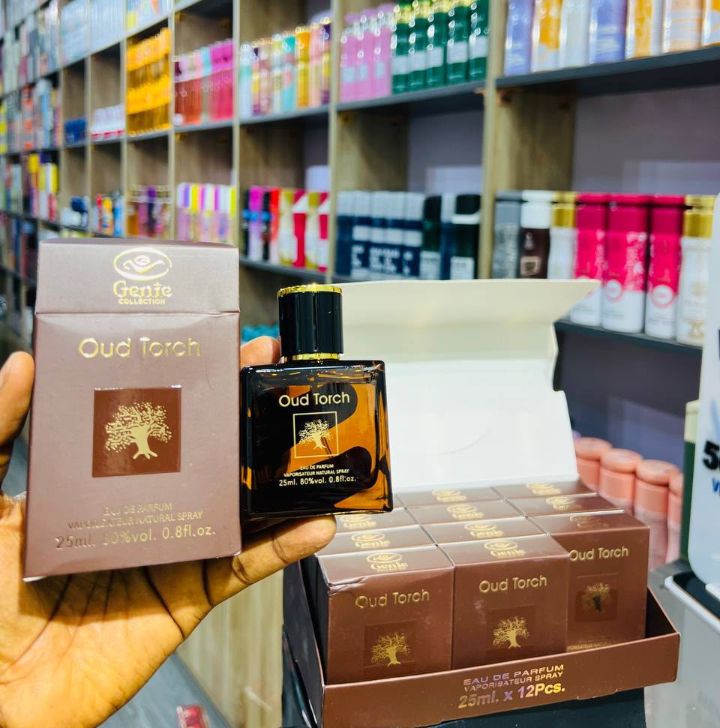 Gente
COLLECTION
Oud Torch
EAU DE PARFUM
VAPORISATEUR NATURAL SPRAY
25ml. 80%vol. 0.8fl.oz.
Oud Torch
EAU DE PARFUM
VAPORISATEUR NATURAL SPRAY
25ml. 80%vol. 0.8fl.oz.
Gente
Gente
Oud Torch
Oud Torch
Oud Torch
EAU DE PARFUM
VAPORISATEUR SPRAY
25ml. x 12Pcs.